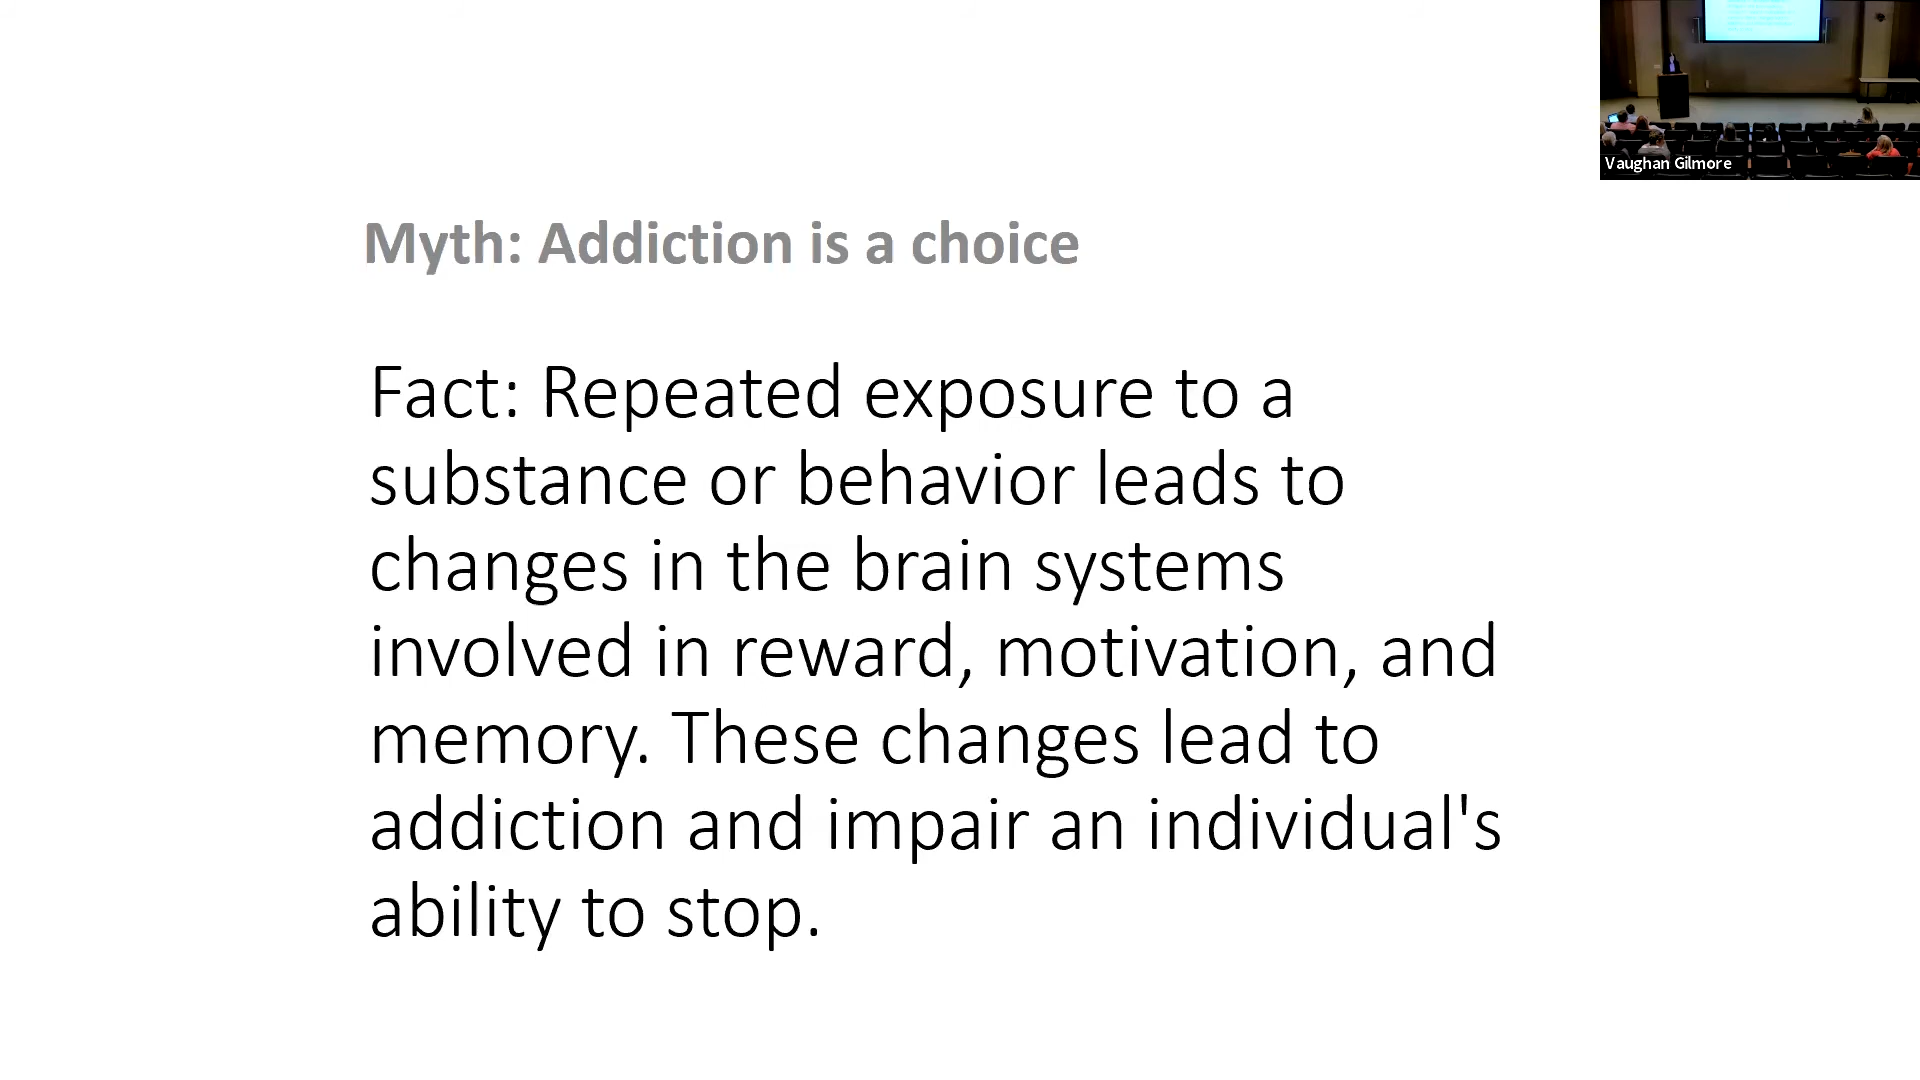 Vaughan Gilmore
Myth: Addiction is a choice
Fact: Repeated exposure to a
substance or behavior leads to
changes in the brain systems
involved in reward, motivation, and
memory. These changes lead to
addiction and impair an individual's
ability to stop.